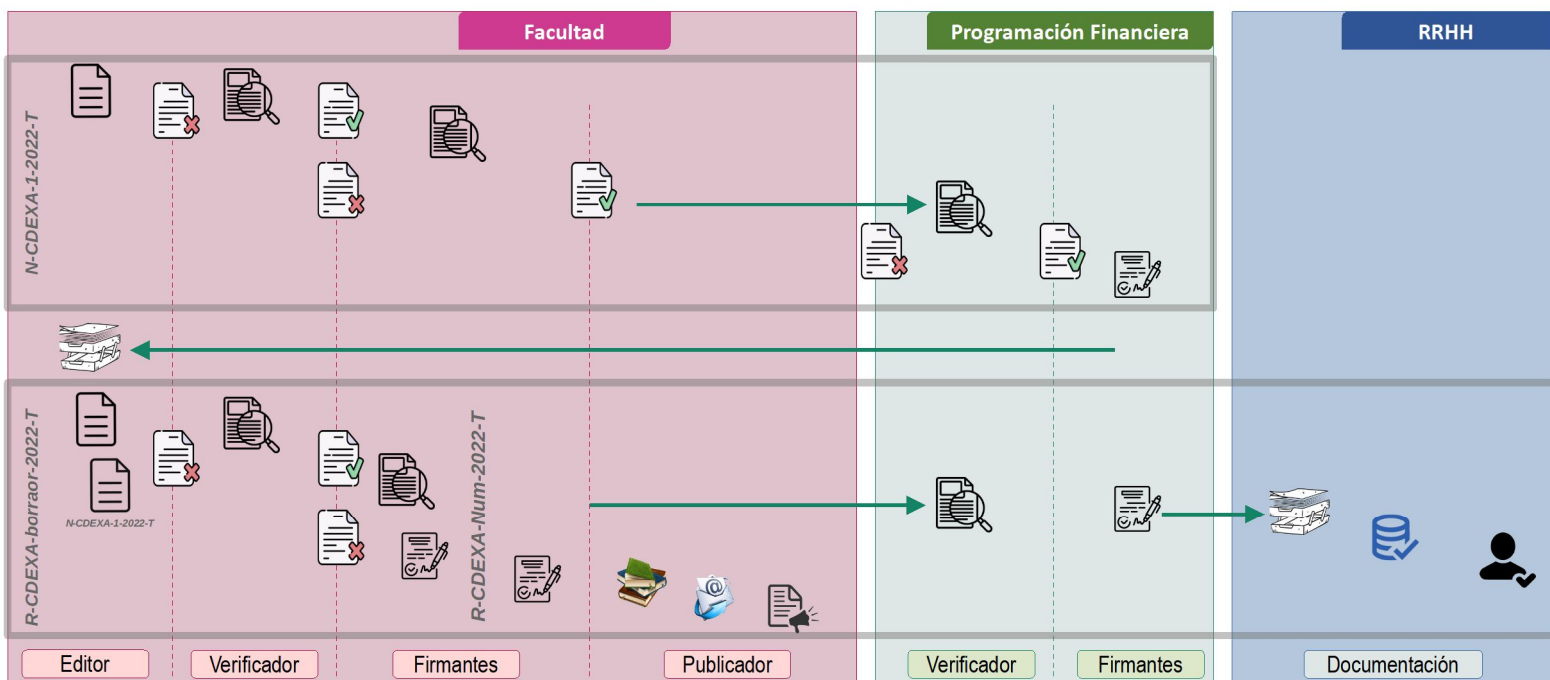 Facultad
Programación Financiera
RRHH
N-CDEXA-1-2022-T
R-CDEXA-borraor-2022-T
N-CDEXA-1-2022-T
R-CDEXA-Num-2022-T
@
Editor
Verificador
Firmantes
Publicador
Verificador
Firmantes
Documentación